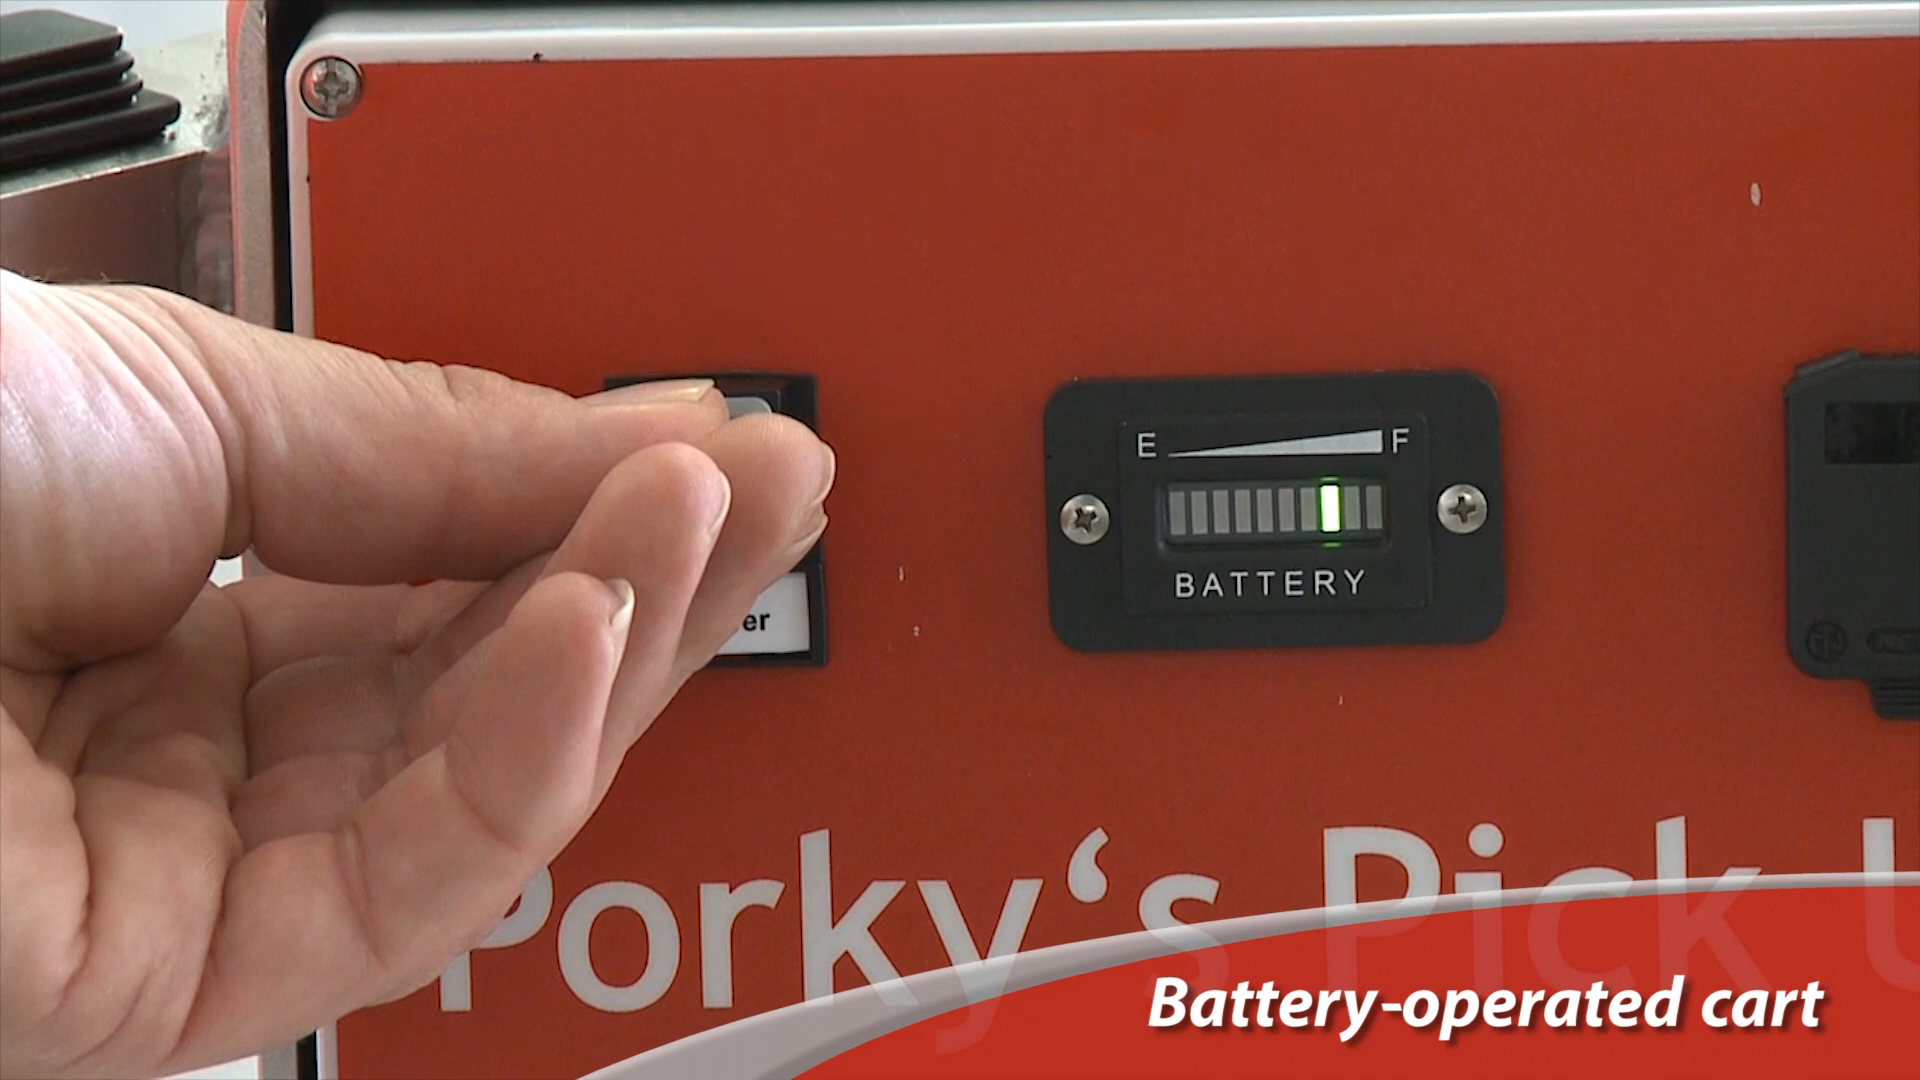 E F
BATTERY
er
Porky‘s Pick U
Battery-operated cart